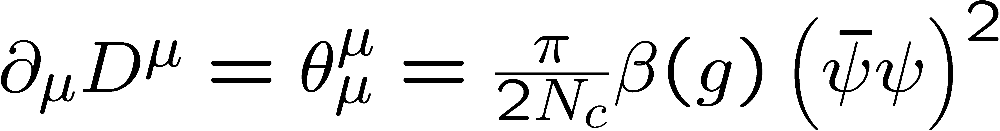 ∂_μ D^μ = θ^μ_μ = \frac{π}{2N_c} β(g) (\bar{ψ}ψ)^2